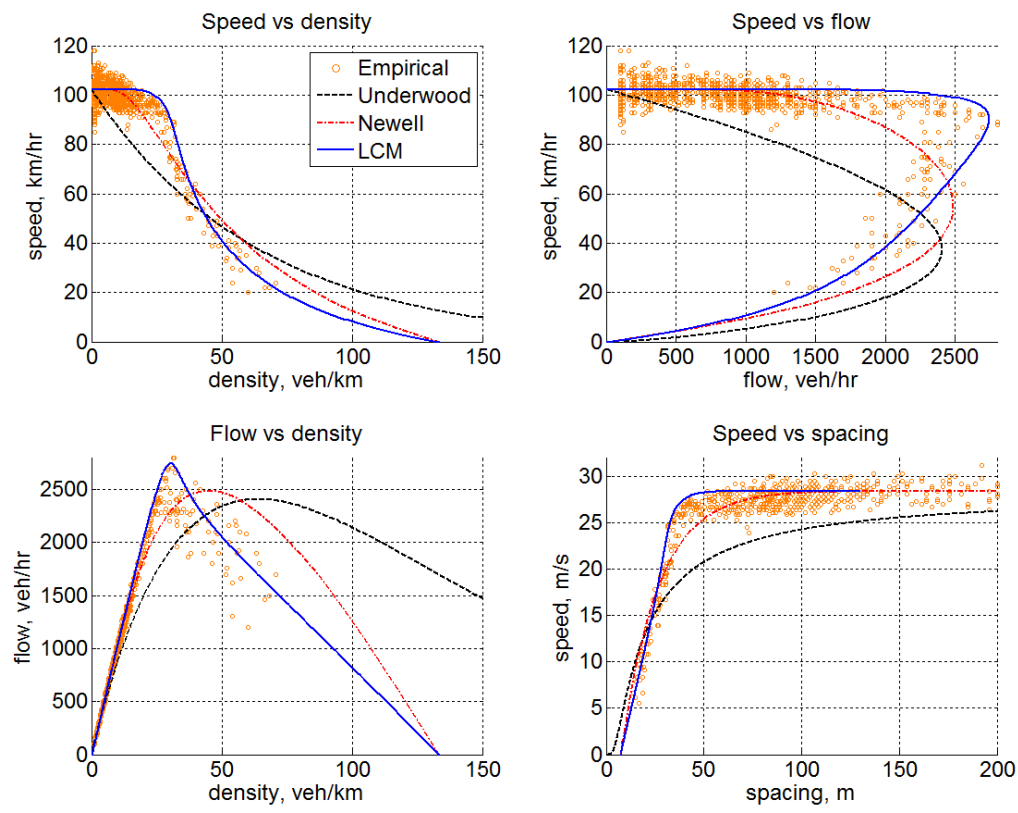 Speed vs density
120
100
80
60
40
20
0
0 50 100 150
speed, km/hr
density, veh/km
Empirical
Underwood
Newell
LCM
Speed vs flow
120
100
80
60
40
20
0
0 500 1000 1500 2000 2500
speed, km/hr
flow, veh/hr
Flow vs density
2500
2000
1500
1000
500
0
0 50 100 150
flow, veh/hr
density, veh/km
Speed vs spacing
30
25
20
15
10
5
0
0 50 100 150 200
speed, m/s
spacing, m